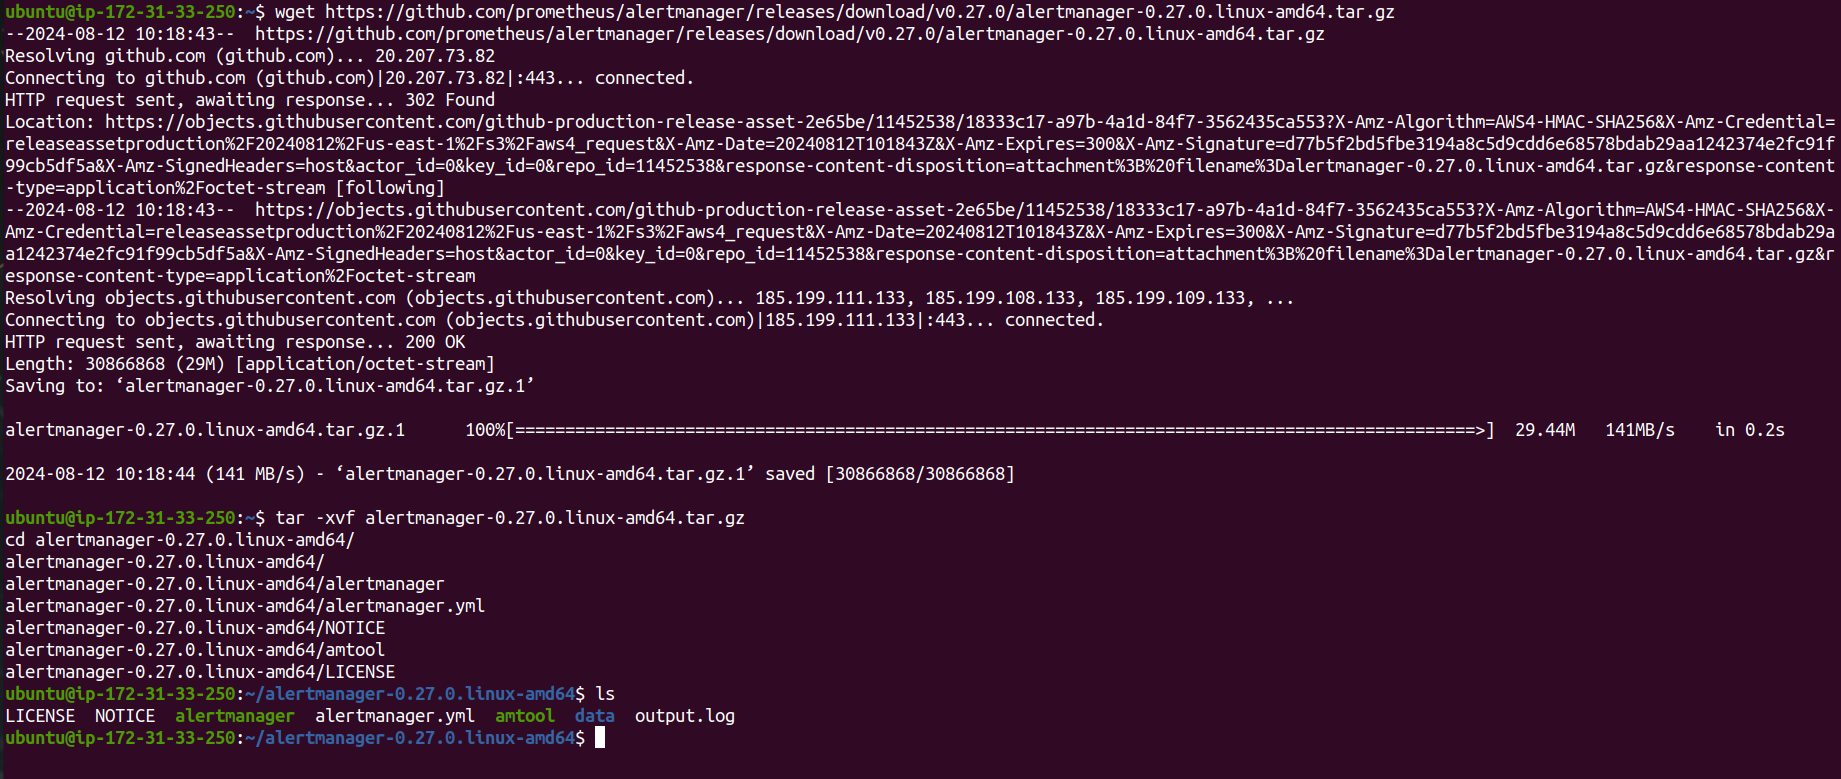 ubuntu@ip-172-31-33-250:~$ wget https://github.com/prometheus/alertmanager/releases/download/v0.27.0/alertmanager-0.27.0.linux-amd64.tar.gz
--2024-08-12 10:18:43--  https://github.com/prometheus/alertmanager/releases/download/v0.27.0/alertmanager-0.27.0.linux-amd64.tar.gz
Resolving github.com (github.com)... 20.207.73.82
Connecting to github.com (github.com)|20.207.73.82|:443... connected.
HTTP request sent, awaiting response... 302 Found
Location: https://objects.githubusercontent.com/github-production-release-asset-2e65be/11452538/18333c17-a97b-4a1d-84f7-3562435ca553?X-Amz-Algorithm=AWS4-HMAC-SHA256&X-Amz-Credential=
releaseassetproduction%2F20240812%2Fus-east-1%2Fs3%2Faws4_request&X-Amz-Date=20240812T101843Z&X-Amz-Expires=300&X-Amz-Signature=d77b5f2bd5fbe3194a8c5d9cdd6e68578bdab29aa1242374e2fc91f
99cb5df5a&X-Amz-SignedHeaders=host&actor_id=0&key_id=0&repo_id=11452538&response-content-disposition=attachment%3B%20filename%3Dalertmanager-0.27.0.linux-amd64.tar.gz&response-content
-type=application%2Foctet-stream [following]
--2024-08-12 10:18:43--  https://objects.githubusercontent.com/github-production-release-asset-2e65be/11452538/18333c17-a97b-4a1d-84f7-3562435ca553?X-Amz-Algorithm=AWS4-HMAC-SHA256&X-
Amz-Credential=releaseassetproduction%2F20240812%2Fus-east-1%2Fs3%2Faws4_request&X-Amz-Date=20240812T101843Z&X-Amz-Expires=300&X-Amz-Signature=d77b5f2bd5fbe3194a8c5d9cdd6e68578bdab29a
a1242374e2fc91f99cb5df5a&X-Amz-SignedHeaders=host&actor_id=0&key_id=0&repo_id=11452538&response-content-disposition=attachment%3B%20filename%3Dalertmanager-0.27.0.linux-amd64.tar.gz&r
esponse-content-type=application%2Foctet-stream
Resolving objects.githubusercontent.com (objects.githubusercontent.com)... 185.199.111.133, 185.199.108.133, 185.199.109.133, ...
Connecting to objects.githubusercontent.com (objects.githubusercontent.com)|185.199.111.133|:443... connected.
HTTP request sent, awaiting response... 200 OK
Length: 30866868 (29M) [application/octet-stream]
Saving to: ‘alertmanager-0.27.0.linux-amd64.tar.gz.1’
alertmanager-0.27.0.linux-amd64.tar.gz.1      100%[================================================================================================>]  29.44M   141MB/s    in 0.2s
2024-08-12 10:18:44 (141 MB/s) - ‘alertmanager-0.27.0.linux-amd64.tar.gz.1’ saved [30866868/30866868]
ubuntu@ip-172-31-33-250:~$ tar -xvf alertmanager-0.27.0.linux-amd64.tar.gz
cd alertmanager-0.27.0.linux-amd64/
alertmanager-0.27.0.linux-amd64/
alertmanager-0.27.0.linux-amd64/alertmanager
alertmanager-0.27.0.linux-amd64/alertmanager.yml
alertmanager-0.27.0.linux-amd64/NOTICE
alertmanager-0.27.0.linux-amd64/amtool
alertmanager-0.27.0.linux-amd64/LICENSE
ubuntu@ip-172-31-33-250:~/alertmanager-0.27.0.linux-amd64$ ls
LICENSE  NOTICE  alertmanager  alertmanager.yml  amtool  data  output.log
ubuntu@ip-172-31-33-250:~/alertmanager-0.27.0.linux-amd64$